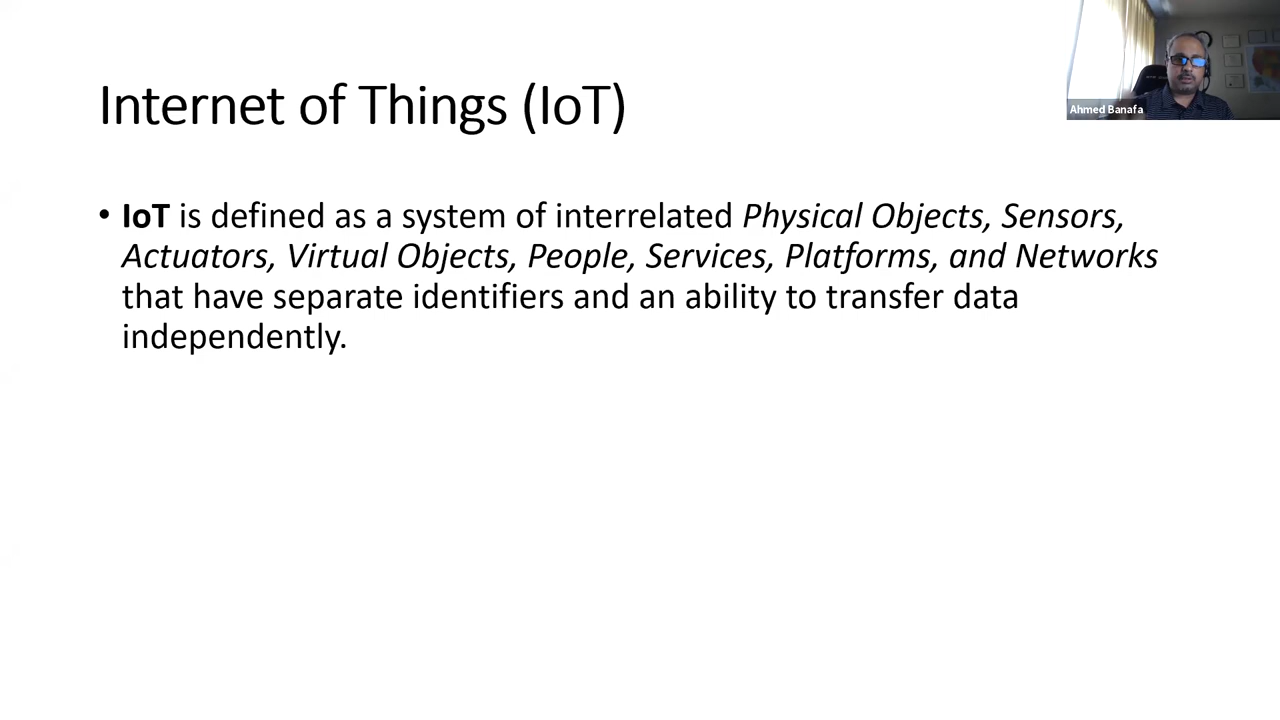 Internet of Things (IoT)
Ahmed Banafa
• IoT is defined as a system of interrelated Physical Objects, Sensors,
Actuators, Virtual Objects, People, Services, Platforms, and Networks
that have separate identifiers and an ability to transfer data
independently.